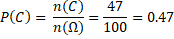 P(C) = n(C)/n(Ω) = 47/100 = 0.47